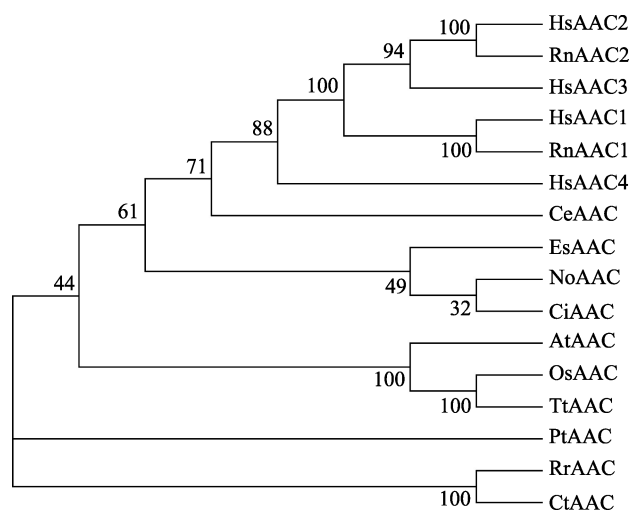 HsAAC2
100
RnAAC2
94
HsAAC3
100
HsAAC1
88
100
RnAAC1
71
HsAAC4
61
CeAAC
EsAAC
49
NoAAC
44
32
CiAAC
AtAAC
100
OsAAC
100
TtAAC
PtAAC
RrAAC
100
CtAAC